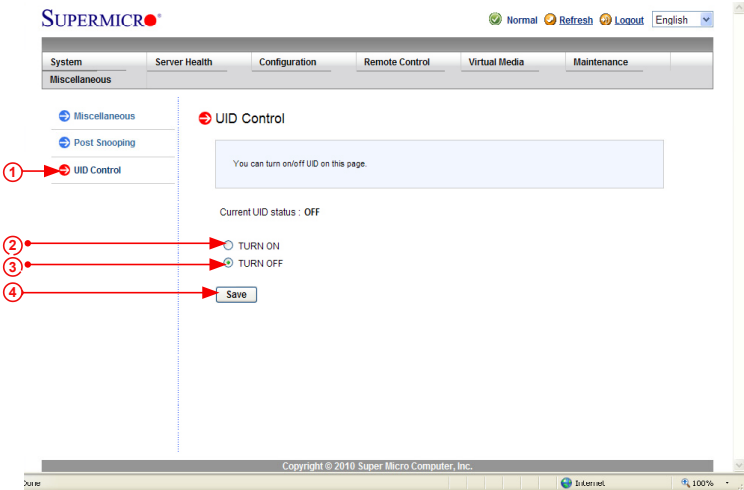 SUPERMICR®
Normal Refresh Logout English
System Server Health Configuration Remote Control Virtual Media Maintenance
Miscellaneous
Miscellaneous
Post Snooping
1 UID Control
UID Control
You can turn on/off UID on this page.
Current UID status : OFF
2 TURN ON
3 TURN OFF
4 Save
Copyright © 2010 Super Micro Computer, Inc.
Done Internet 100%